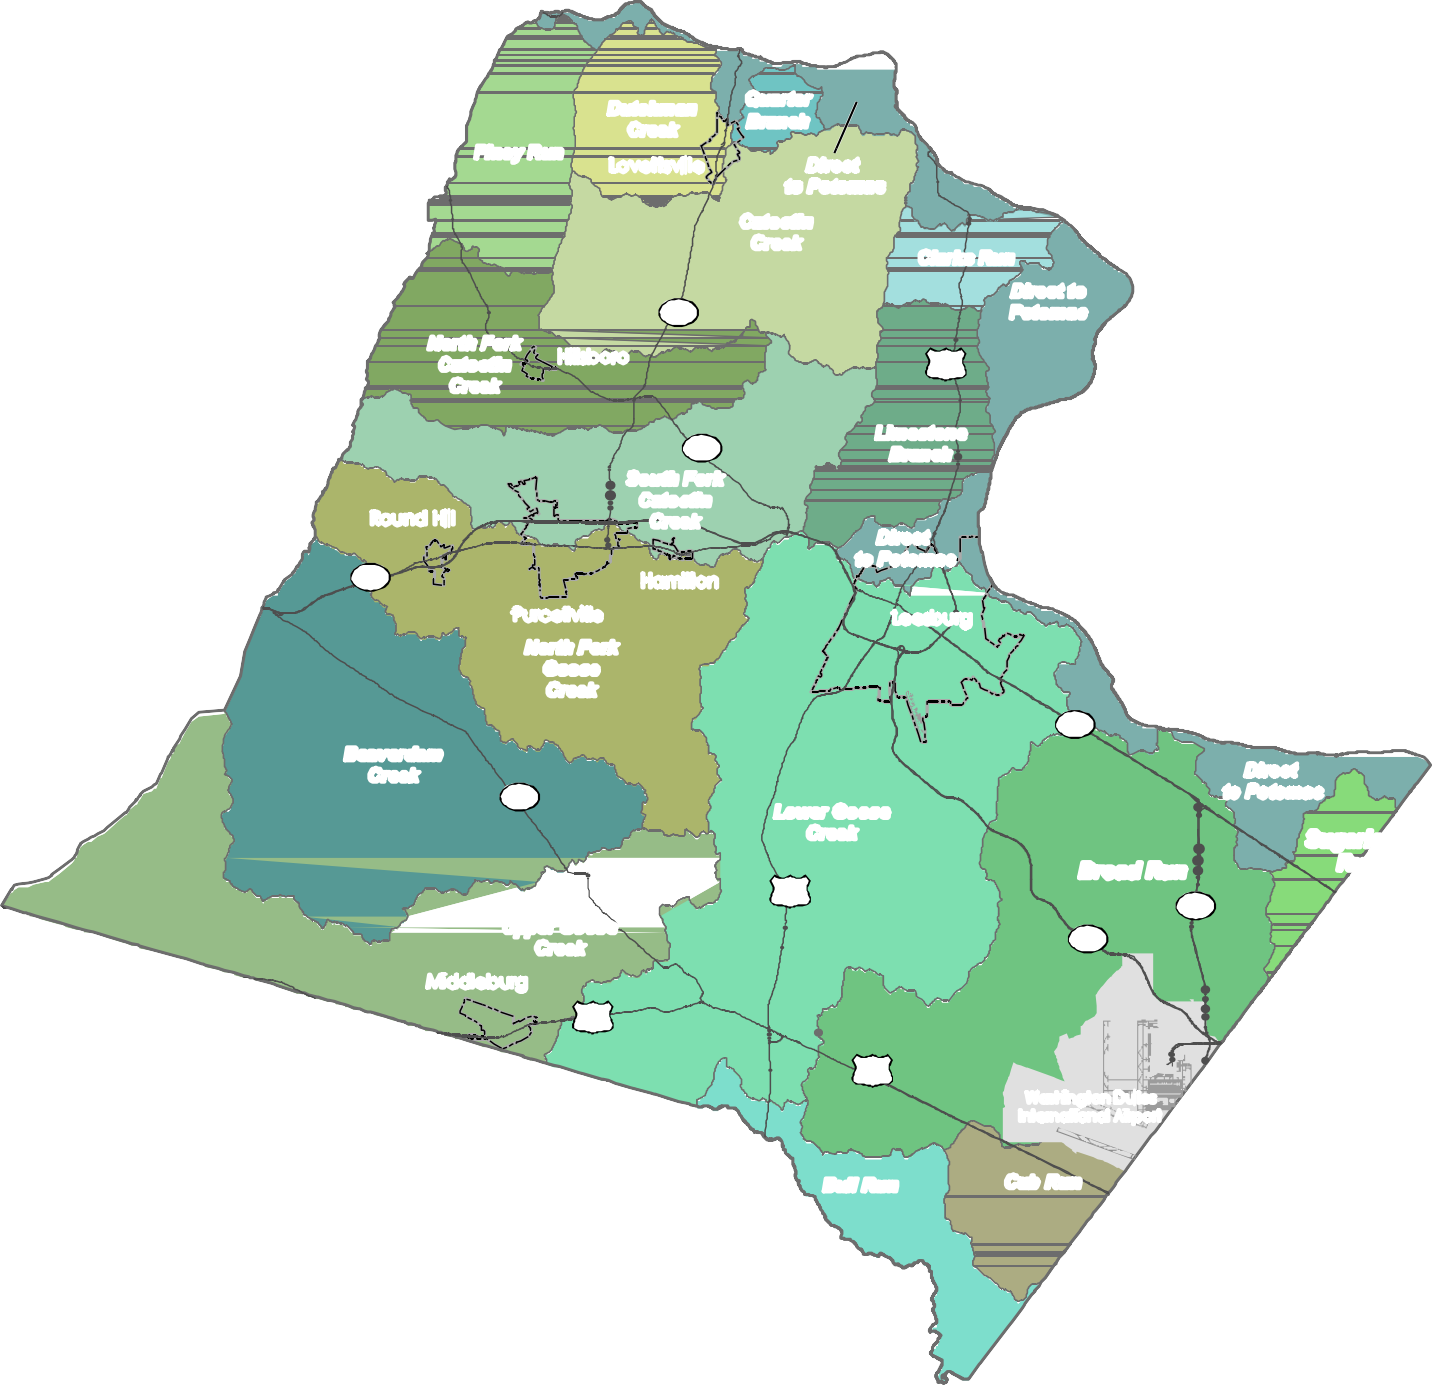 Quarter
Branch
Dutchman
Creek
Piney Run
Lovettsville
Direct
to Potomac
Catoctin
Creek
Clarks Run
Direct to
Potomac
North Fork
Catoctin
Creek
Hillsboro
Limestone
Branch
South Fork
Catoctin
Creek
Round Hill
Direct
to Potomac
Hamilton
Purcellville
Leesburg
North Fork
Goose
Creek
Beaverdam
Creek
Direct
to Potomac
Lower Goose
Creek
Broad Run
Upper Goose
Creek
Middleburg
Washington Dulles
International Airport
Bull Run
Cub Run